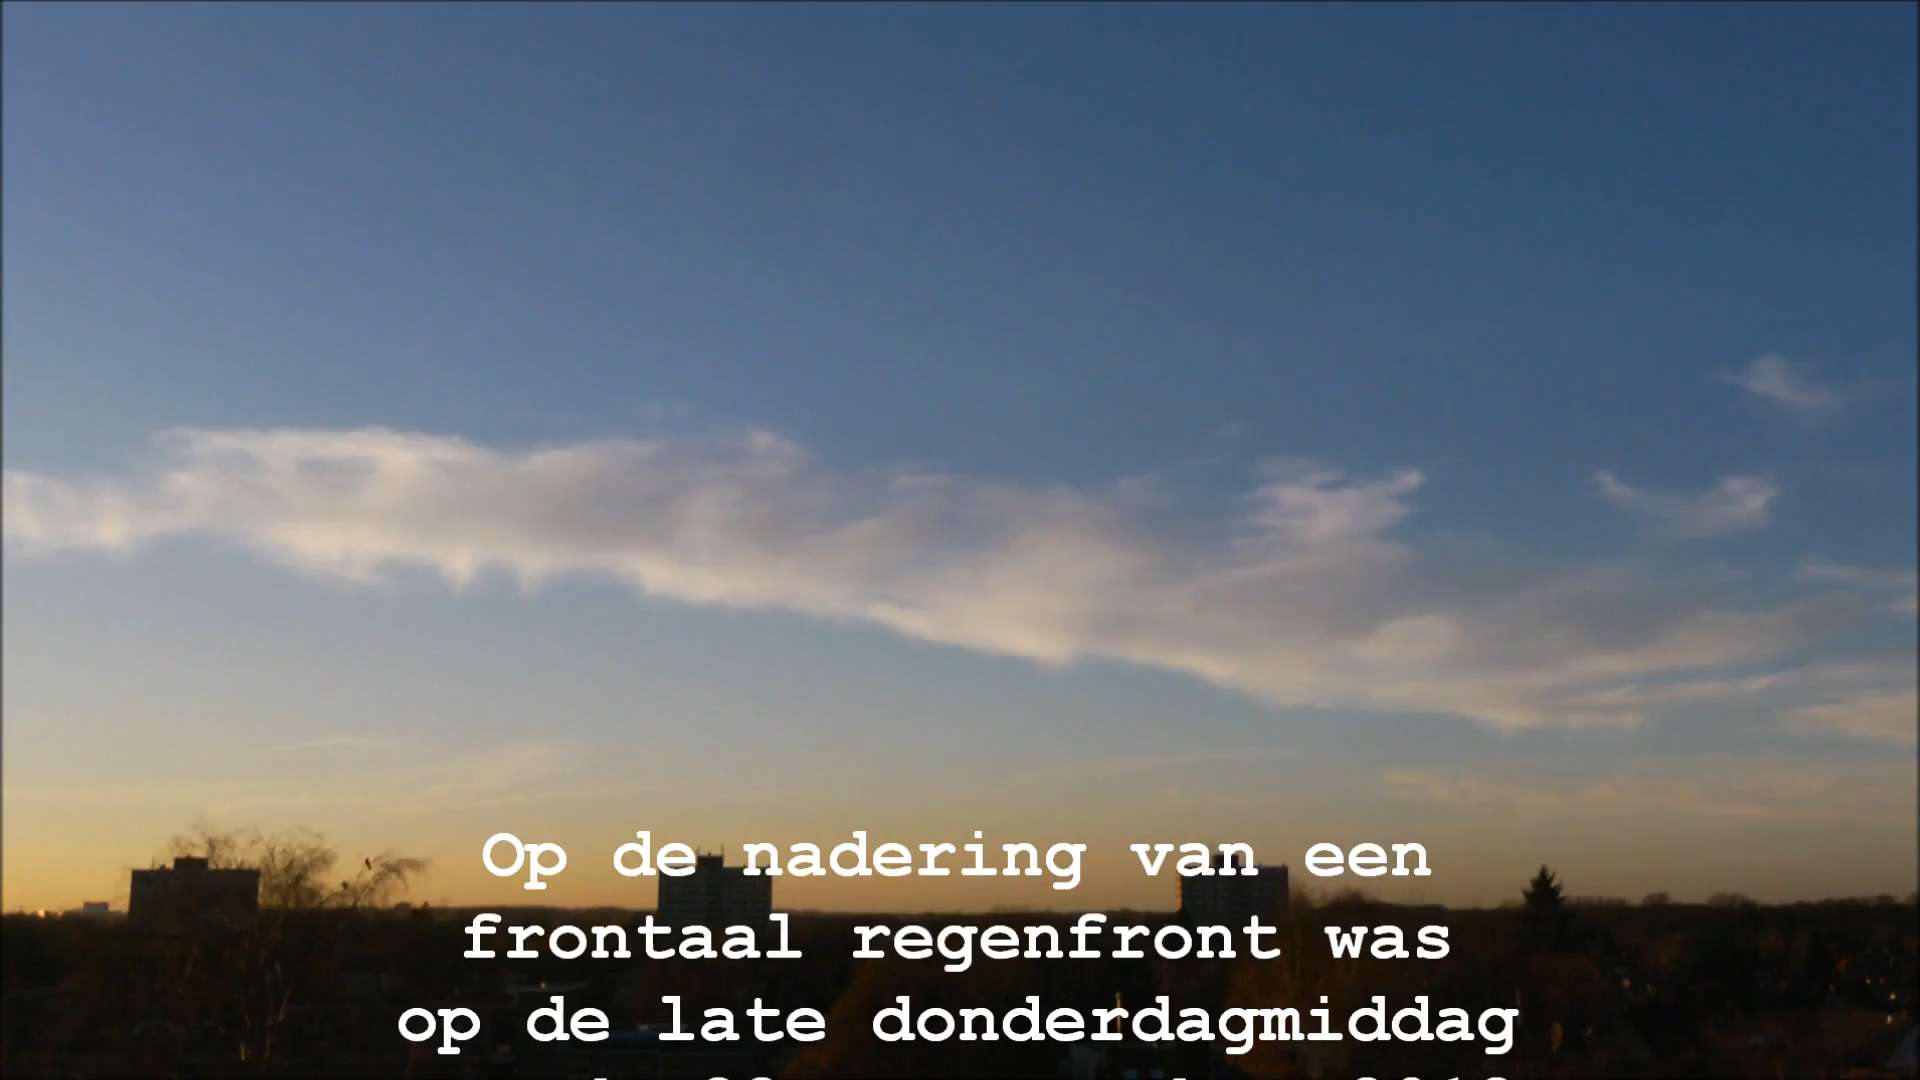 Op de nadering van een
frontaal regenfront was
op de late donderdagmiddag